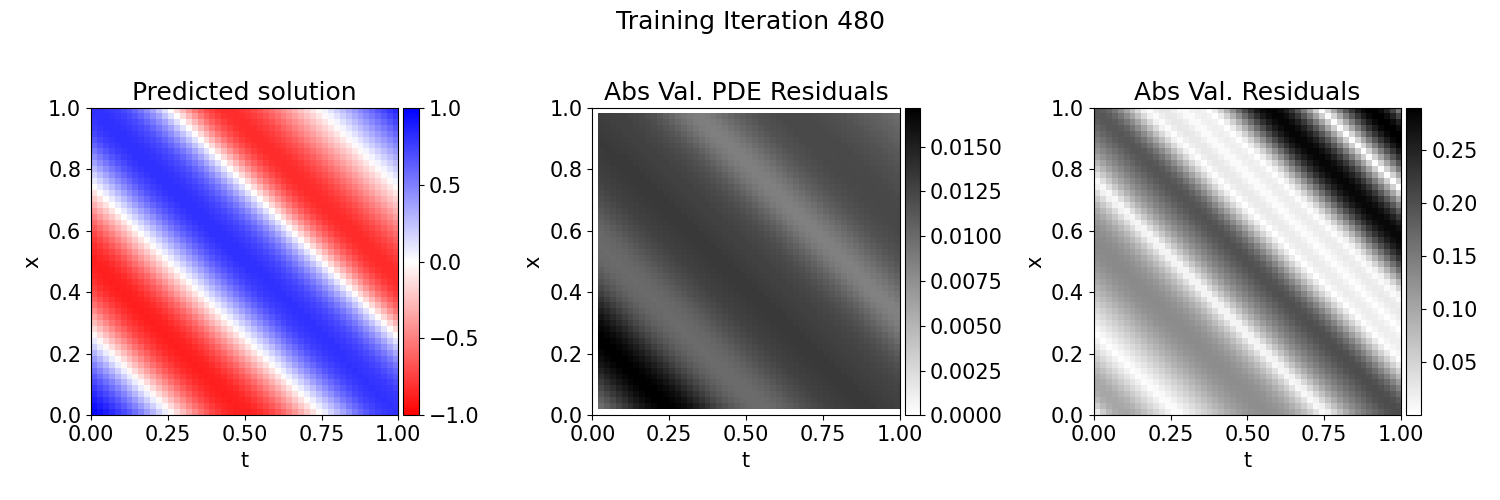 Training Iteration 480
Predicted solution
Abs Val. PDE Residuals
Abs Val. Residuals
1.0
0.8
0.6
0.4
0.2
0.0
x
0.00 0.25 0.50 0.75 1.00
t
1.0
0.5
0.0
−0.5
−1.0
1.0
0.8
0.6
0.4
0.2
0.0
x
0.00 0.25 0.50 0.75 1.00
t
0.0150
0.0125
0.0100
0.0075
0.0050
0.0025
0.0000
1.0
0.8
0.6
0.4
0.2
0.0
x
0.00 0.25 0.50 0.75 1.00
t
0.25
0.20
0.15
0.10
0.05